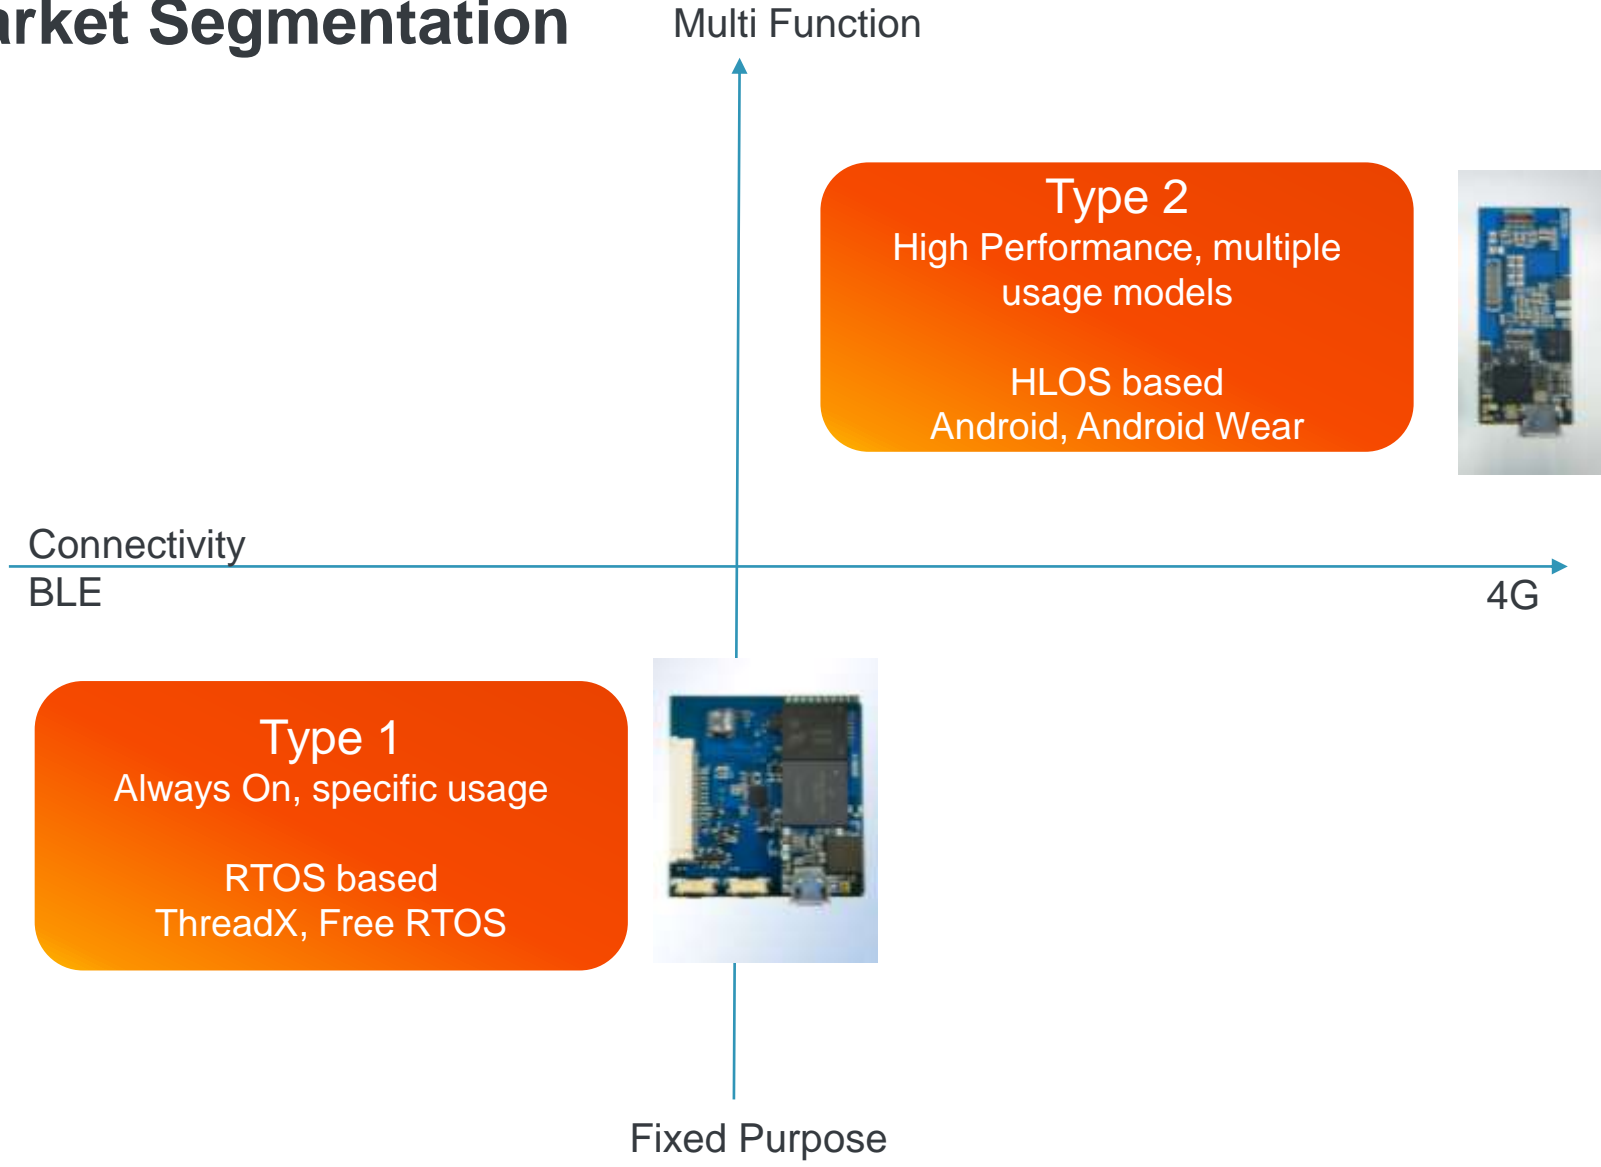 Segmentation
Multi Function
Type 2
High Performance, multiple
usage models
HLOS based
Android, Android Wear
Connectivity
BLE
4G
Type 1
Always On, specific usage
RTOS based
ThreadX, Free RTOS
Fixed Purpose